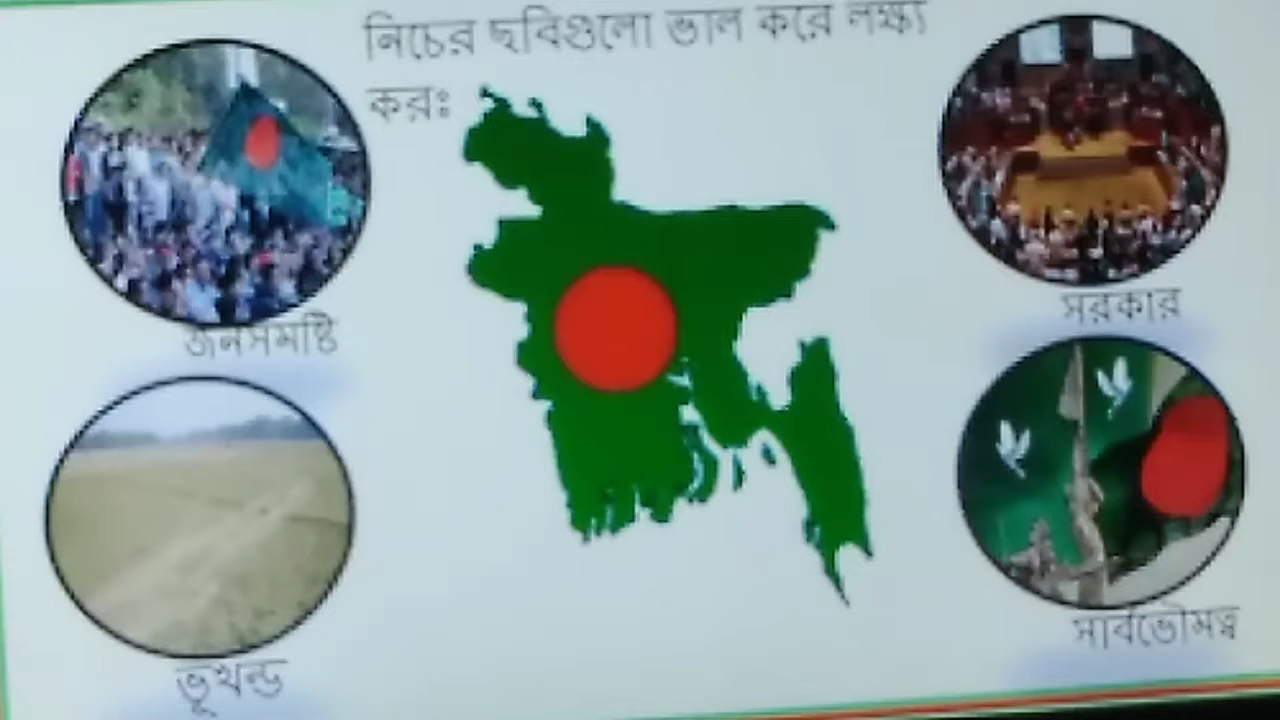 নিচের ছবিগুলো ভাল করে লক্ষ্য
করঃ
জনসমষ্টি
সরকার
ভূখন্ড
সার্বভৌমত্ব